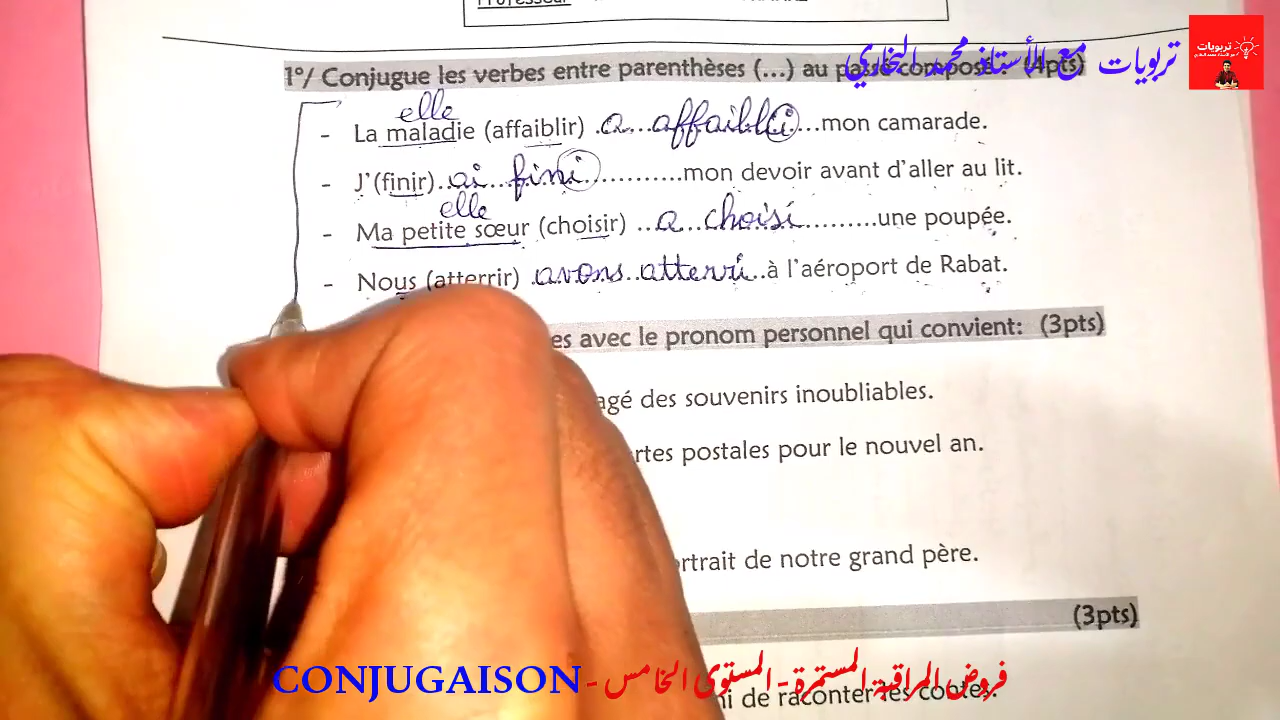 تربويات مع الأستاذ محمد البخاري
تربويات
1°/ Conjugue les verbes entre parenthèses (...) au passé composé. (4pts)
elle
- La maladie (affaiblir) .a...affaibli...mon camarade.
- J'(finir)..ai...fini............mon devoir avant d'aller au lit.
elle
- Ma petite sœur (choisir) ...a...choisi..........une poupée.
- Nous (atterrir) .avons..atterri..à l'aéroport de Rabat.
es avec le pronom personnel qui convient: (3pts)
agé des souvenirs inoubliables.
rtes postales pour le nouvel an.
ortrait de notre grand père.
(3pts)
ni de raconter les contes.
CONJUGAISON - فروض المراقبة المستمرة - المستوى الخامس